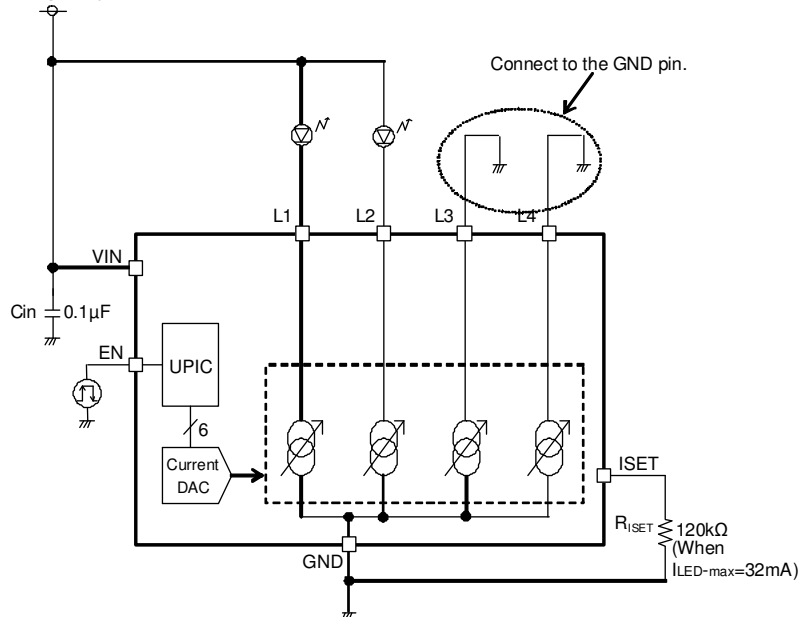 Connect to the GND pin.
L1
L2
L3
L4
VIN
Cin
0.1µF
EN
UPIC
6
Current
DAC
ISET
RISET
120kΩ
(When
ILED-max=32mA)
GND